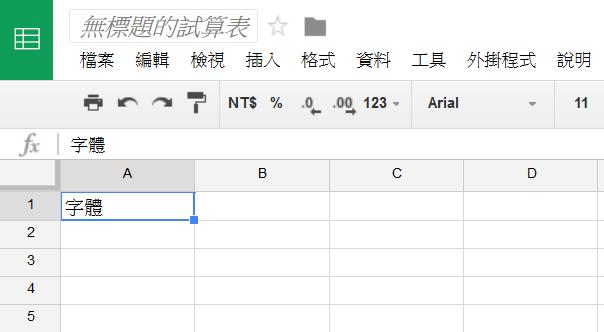 無標題的試算表
檔案 編輯 檢視 插入 格式 資料 工具 外掛程式 說明
NT$ % .0 .00 123 Arial 11
fx 字體
A B C D
1 字體
2
3
4
5